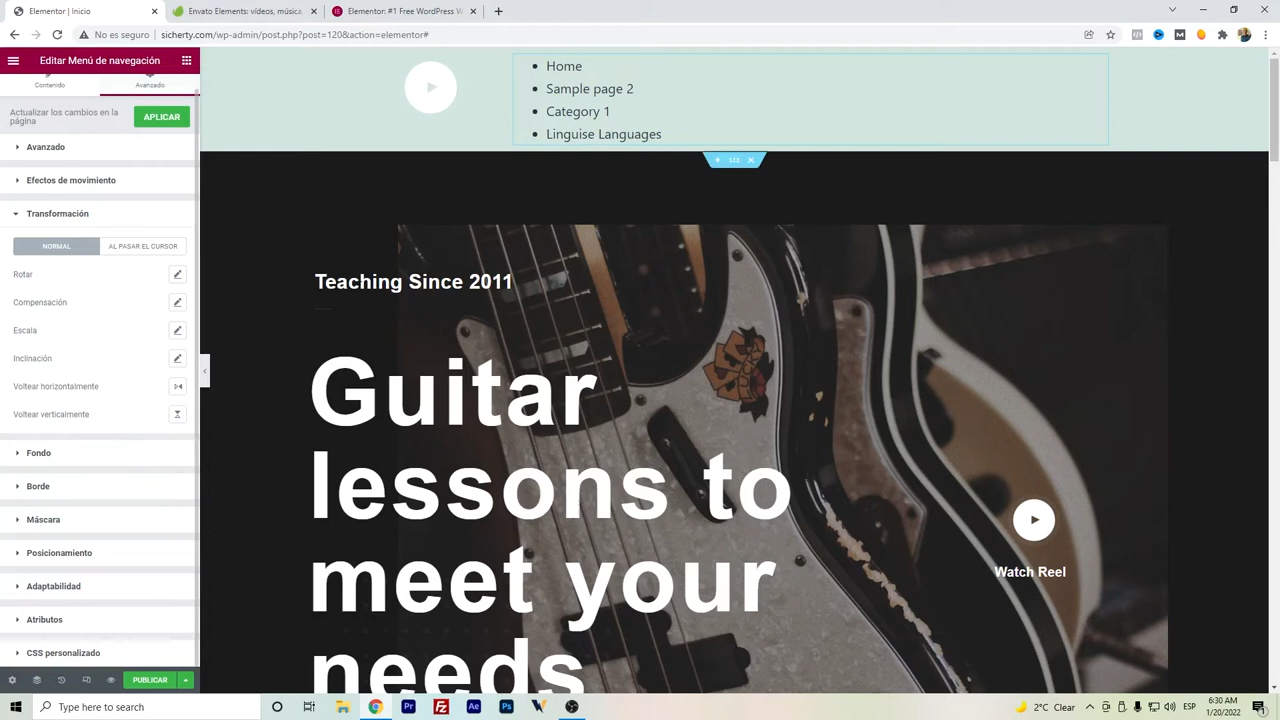 Elementor | Inicio
Envato Elements: vídeos, música,
Elementor: #1 Free WordPress W
No es seguro
sicherty.com/wp-admin/post.php?post=120&action=elementor#
Editar Menú de navegación
Contenido
Avanzado
Actualizar los cambios en la página
APLICAR
Avanzado
Efectos de movimiento
Transformación
NORMAL
AL PASAR EL CURSOR
Rotar
Compensación
Escala
Inclinación
Voltear horizontalmente
Voltear verticalmente
Fondo
Borde
Máscara
Posicionamiento
Adaptabilidad
Atributos
CSS personalizado
PUBLICAR
Home
Sample page 2
Category 1
Linguise Languages
Teaching Since 2011
Guitar
lessons to
meet your
needs
Watch Reel
Type here to search
2°C Clear
ESP
6:30 AM
1/20/2022